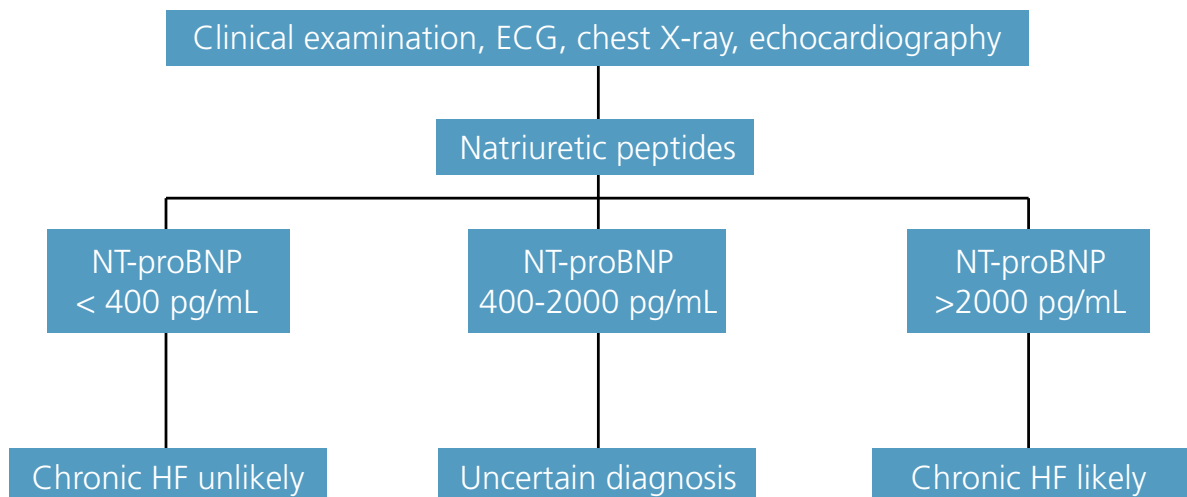 Clinical examination, ECG, chest X-ray, echocardiography
Natriuretic peptides
NT-proBNP
< 400 pg/mL
NT-proBNP
400-2000 pg/mL
NT-proBNP
>2000 pg/mL
Chronic HF unlikely
Uncertain diagnosis
Chronic HF likely